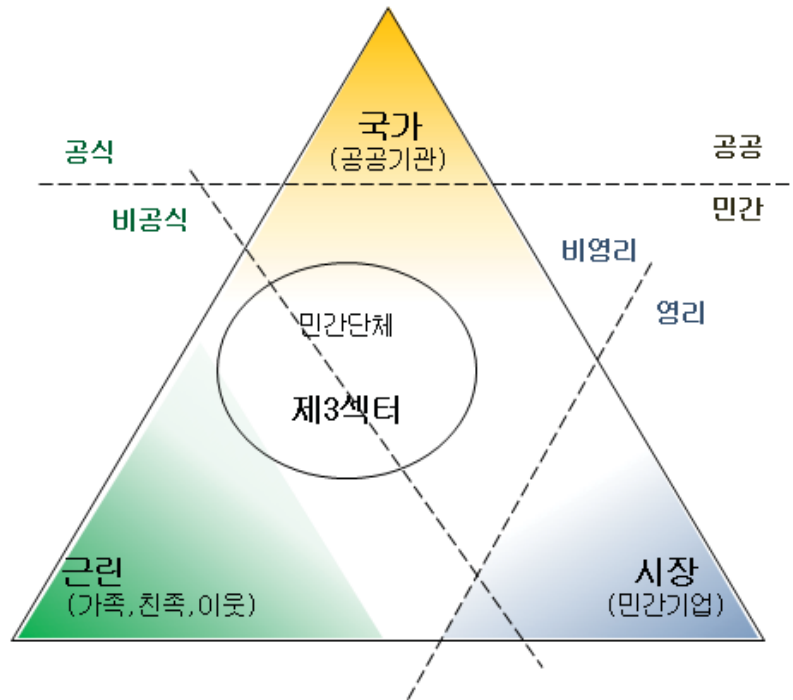 국가
(공공기관)
공식
공공
비공식
민간
비영리
영리
민간단체
제3섹터
근린
(가족,친족,이웃)
시장
(민간기업)